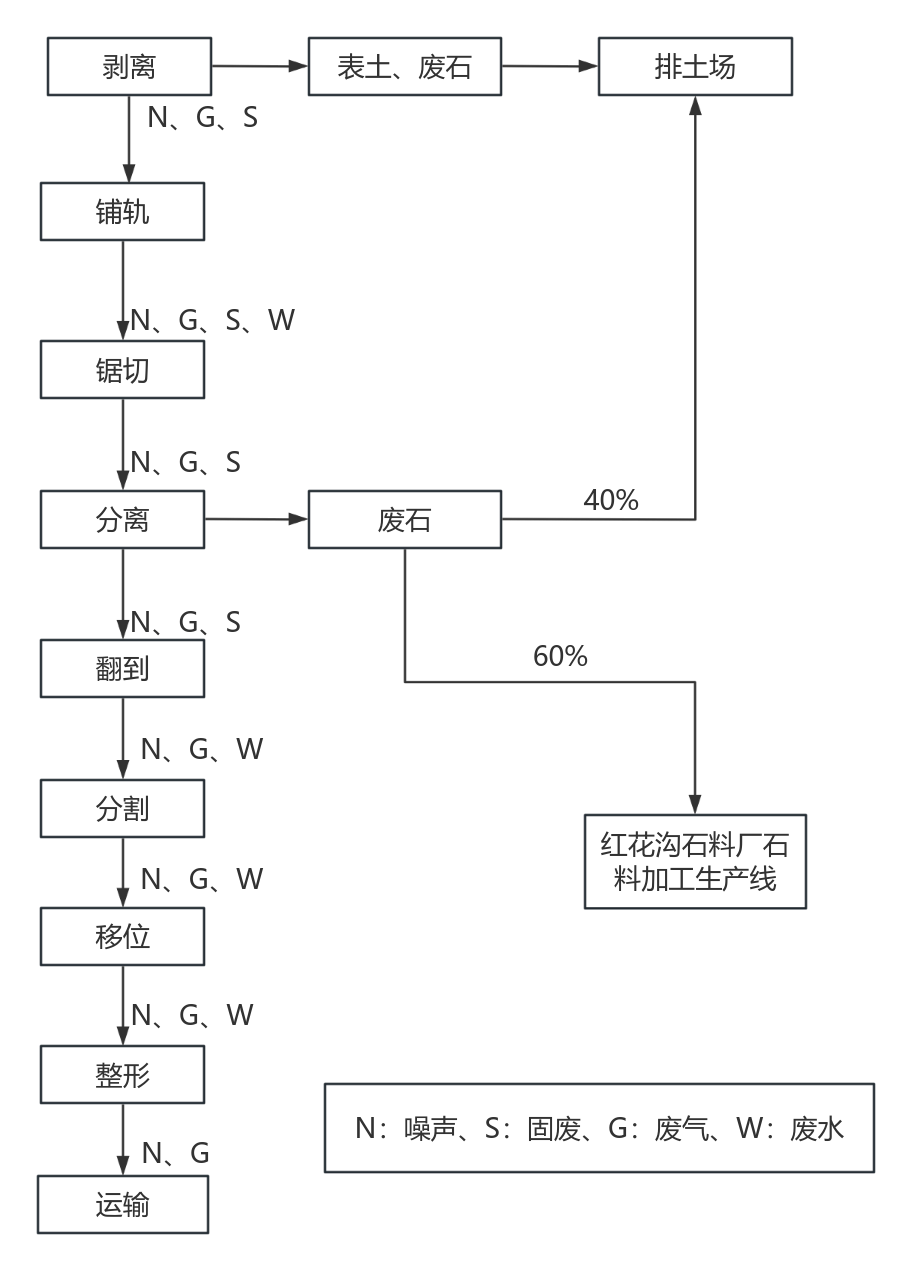 剥离
表土、废石
排土场
N、G、S
铺轨
N、G、S、W
锯切
N、G、S
分离
废石
40%
N、G、S
翻到
60%
N、G、W
分割
红花沟石料厂石
料加工生产线
N、G、W
移位
N、G、W
整形
N：噪声、S：固废、G：废气、W：废水
N、G
运输